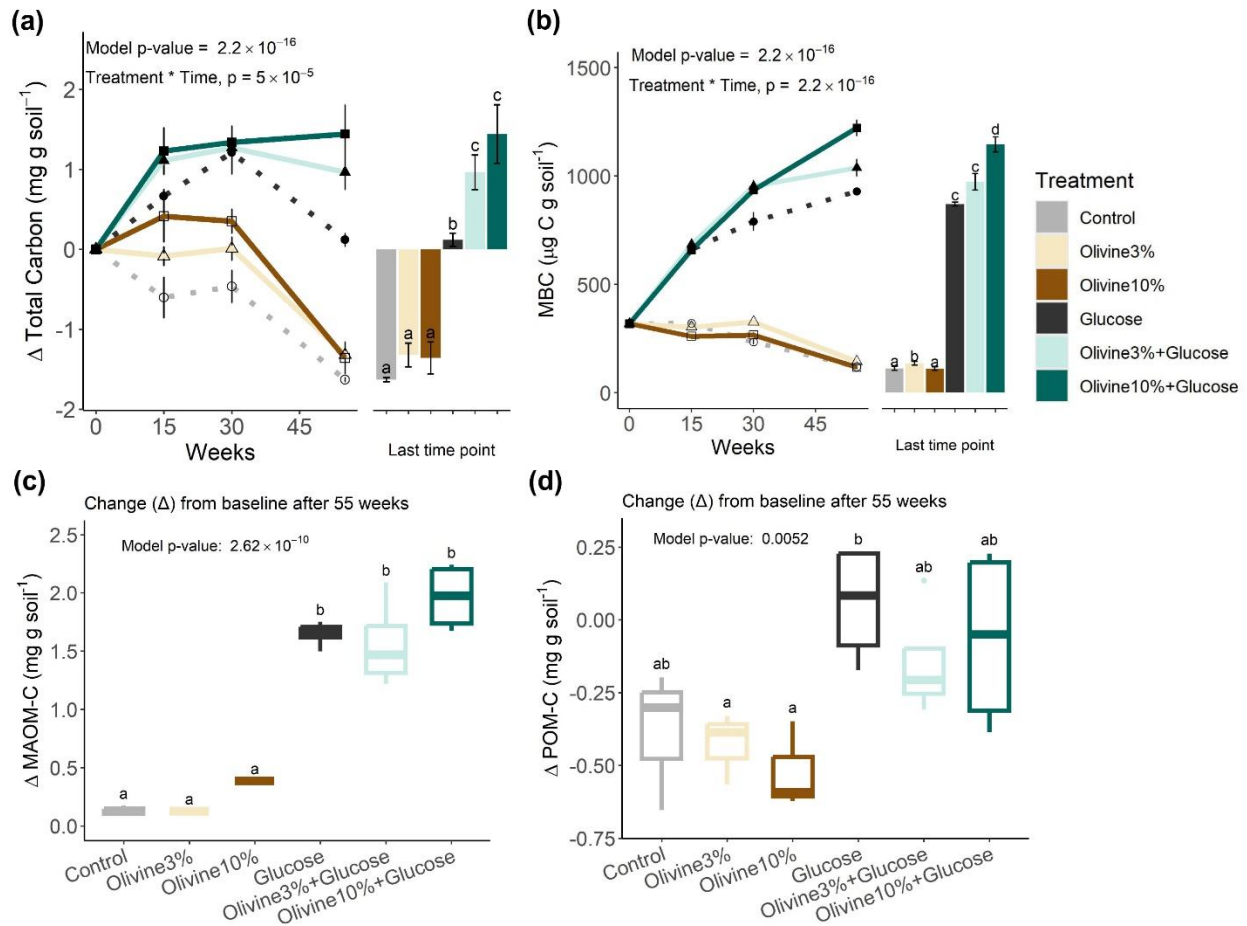 (a)
Model p-value = 2.2 × 10⁻¹⁶
Treatment * Time, p = 5 × 10⁻⁵
Δ Total Carbon (mg g soil⁻¹)
2
1
0
-1
-2
0 15 30 45
Weeks
a a a b c c
Last time point
(b)
Model p-value = 2.2 × 10⁻¹⁶
Treatment * Time, p = 2.2 × 10⁻¹⁶
MBC (μg C g soil⁻¹)
1500
1000
500
0
0 15 30 45
Weeks
a b a c c d
Last time point
Treatment
Control
Olivine3%
Olivine10%
Glucose
Olivine3%+Glucose
Olivine10%+Glucose
(c)
Change (Δ) from baseline after 55 weeks
Model p-value: 2.62 × 10⁻¹⁰
Δ MAOM-C (mg g soil⁻¹)
2.5
2.0
1.5
1.0
0.5
0.0
a a a b b b
Control
Olivine3%
Olivine10%
Glucose
Olivine3%+Glucose
Olivine10%+Glucose
(d)
Change (Δ) from baseline after 55 weeks
Model p-value: 0.0052
Δ POM-C (mg g soil⁻¹)
0.25
0.00
-0.25
-0.50
-0.75
ab a a b ab ab
Control
Olivine3%
Olivine10%
Glucose
Olivine3%+Glucose
Olivine10%+Glucose